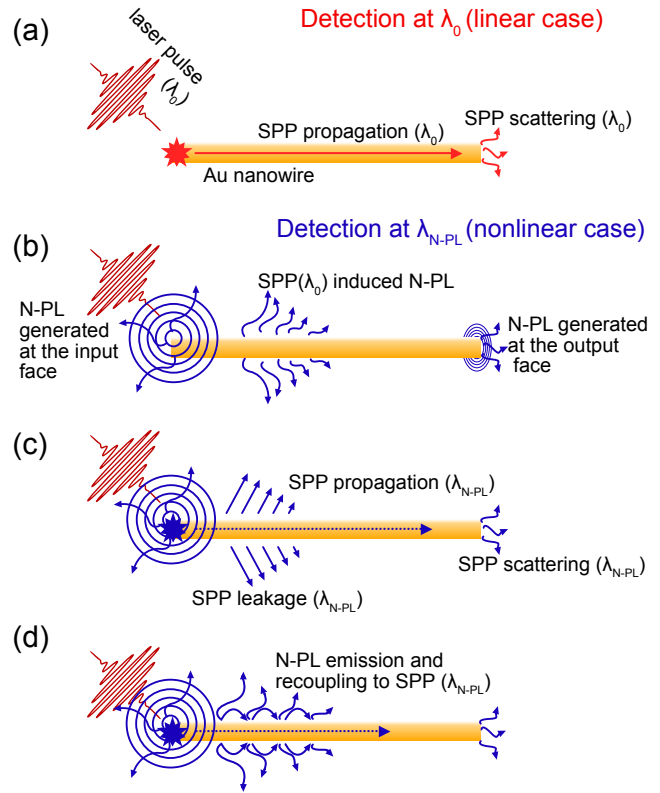 (a)
Detection at λ0 (linear case)
laser pulse
(λ0)
SPP scattering (λ0)
SPP propagation (λ0)
Au nanowire
(b)
Detection at λN-PL (nonlinear case)
SPP(λ0) induced N-PL
N-PL
generated
at the input
face
N-PL generated
at the output
face
(c)
SPP propagation (λN-PL)
SPP scattering (λN-PL)
SPP leakage (λN-PL)
(d)
N-PL emission and
recoupling to SPP (λN-PL)